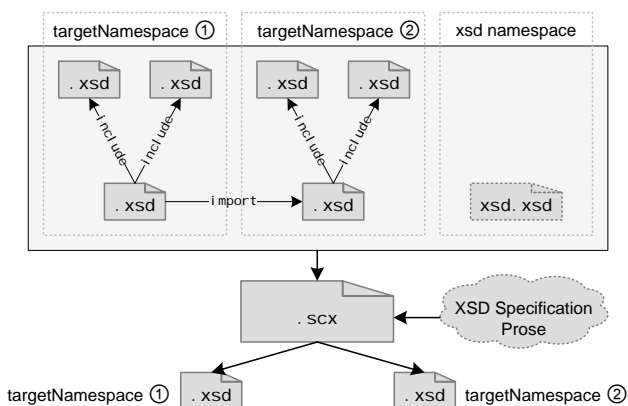 targetNamespace ① targetNamespace ② xsd namespace
.xsd .xsd .xsd .xsd
include include include include
.xsd import .xsd xsd.xsd
.scx XSD Specification
Prose
targetNamespace ① .xsd .xsd targetNamespace ②